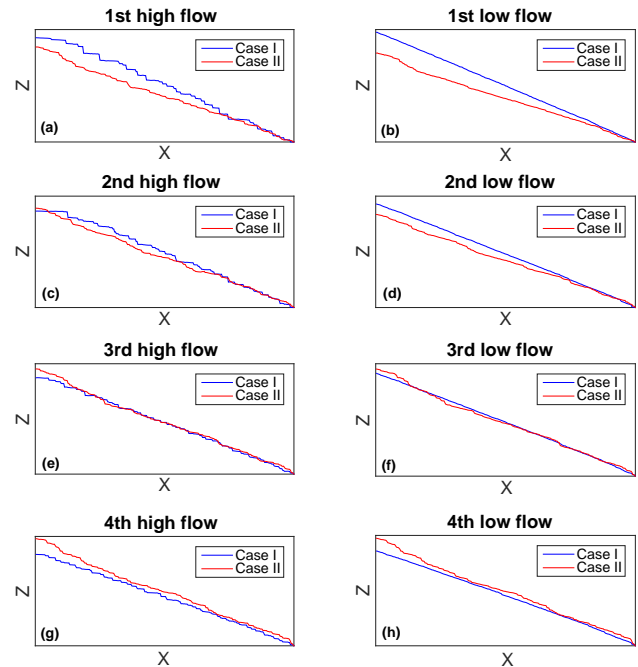 1st high flow
Z
Case I
Case II
(a)
X
1st low flow
Z
Case I
Case II
(b)
X
2nd high flow
Z
Case I
Case II
(c)
X
2nd low flow
Z
Case I
Case II
(d)
X
3rd high flow
Z
Case I
Case II
(e)
X
3rd low flow
Z
Case I
Case II
(f)
X
4th high flow
Z
Case I
Case II
(g)
X
4th low flow
Z
Case I
Case II
(h)
X